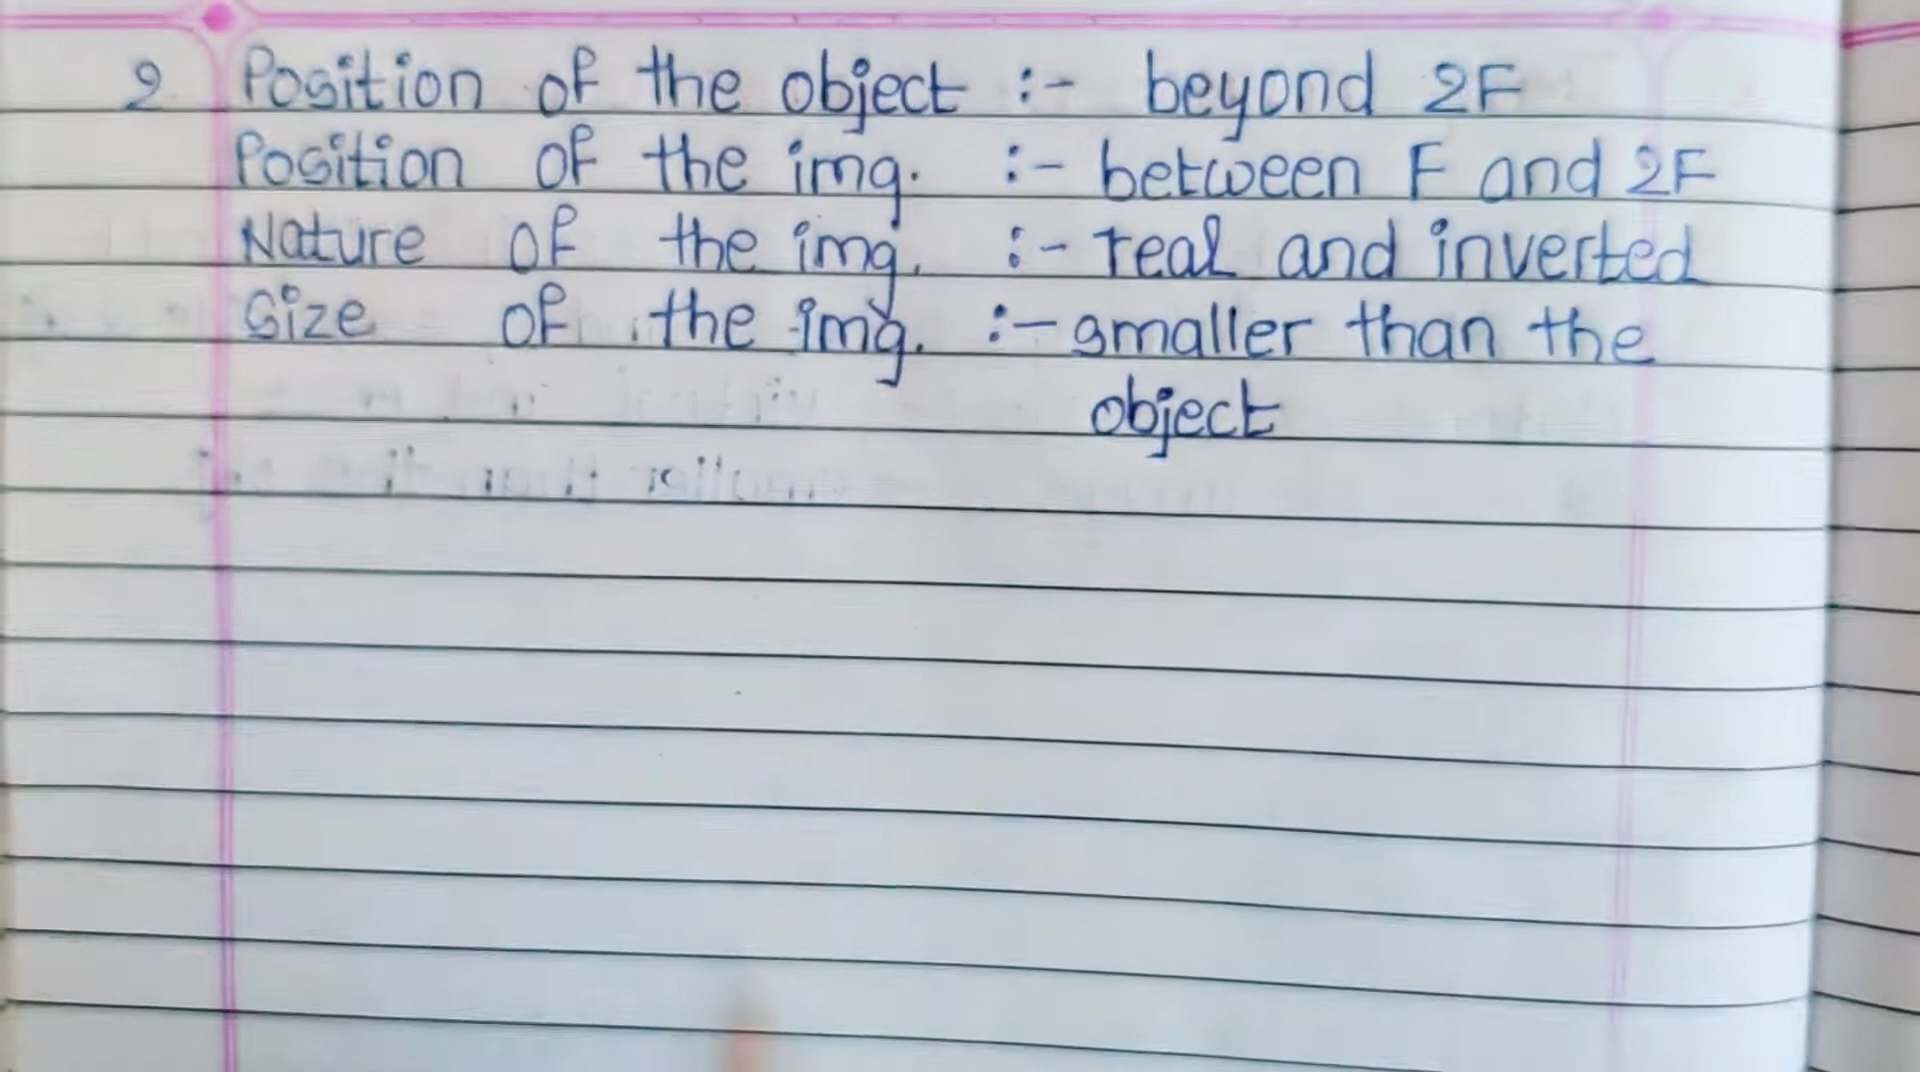 2 Position of the object :- beyond 2F
Position of the img. :- between F and 2F
Nature of the img. :- real and inverted
Size of the img. :- smaller than the
object